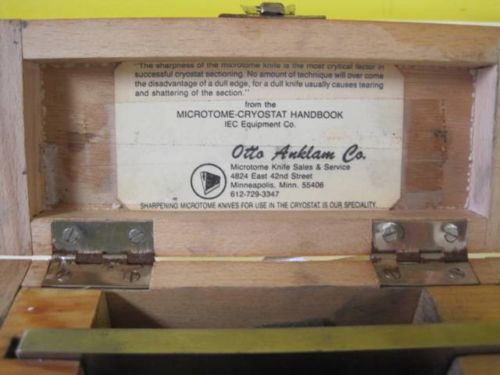 "The sharpness of the microtome knife is the most crytical factor in
successful cryostat sectioning. No amount of technique will over come
the disadvantage of a dull edge, for a dull knife usually causes tearing
and shattering of the section."
from the
MICROTOME-CRYOSTAT HANDBOOK
IEC Equipment Co.
Otto Anklam Co.
Microtome Knife Sales & Service
4824 East 42nd Street
Minneapolis, Minn. 55406
612-729-3347
SHARPENING MICROTOME KNIVES FOR USE IN THE CRYOSTAT IS OUR SPECIALITY.